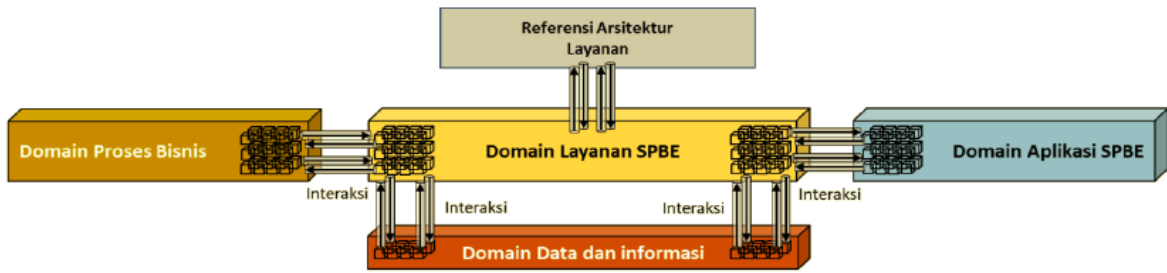 Referensi Arsitektur
Layanan
Domain Proses Bisnis
Domain Layanan SPBE
Domain Aplikasi SPBE
Interaksi
Interaksi
Interaksi
Interaksi
Domain Data dan informasi